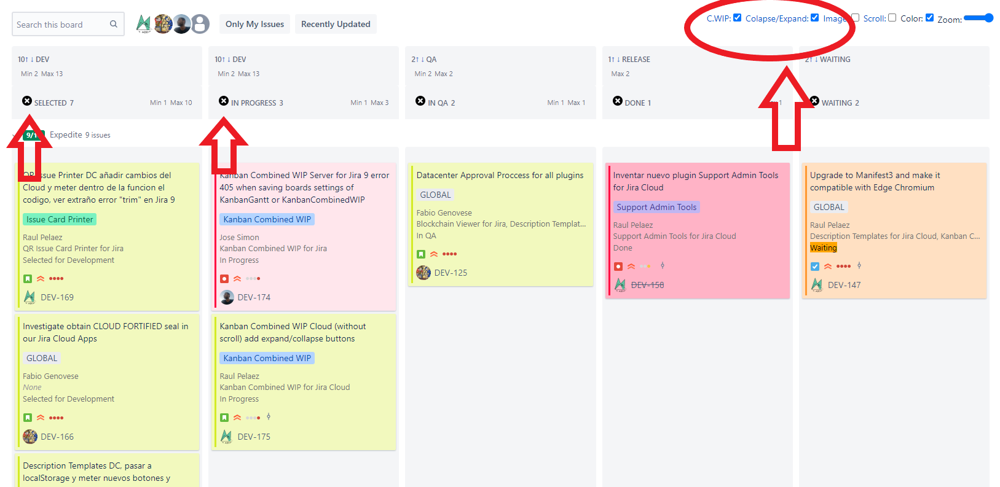 Search this board
Only My Issues
Recently Updated
C.WIP: Colapse/Expand: Image Scroll: Color: Zoom:
10↑ ↓ DEV
Min 2 Max 13
10↑ ↓ DEV
Min 2 Max 13
2↑ ↓ QA
Min 2 Max 2
1↑ ↓ RELEASE
Max 2
2↑ ↓ WAITING
SELECTED 7
Min 1 Max 10
IN PROGRESS 3
Min 1 Max 3
IN QA 2
Min 1 Max 1
DONE 1
1
WAITING 2
Expedite 9 issues
QR Issue Printer DC añadir cambios del
Cloud y meter dentro de la funcion el
codigo, ver extraño error "trim" en Jira 9
Issue Card Printer
Raul Pelaez
QR Issue Card Printer for Jira
Selected for Development
DEV-169
Investigate obtain CLOUD FORTIFIED seal in
our Jira Cloud Apps
GLOBAL
Fabio Genovese
None
Selected for Development
DEV-166
Description Templates DC, pasar a
localStorage y meter nuevos botones y
Kanban Combined WIP Server for Jira 9 error
405 when saving boards settings of
KanbanGantt or KanbanCombinedWIP
Kanban Combined WIP
Jose Simon
Kanban Combined WIP for Jira
In Progress
DEV-174
Kanban Combined WIP Cloud (without
scroll) add expand/collapse buttons
Kanban Combined WIP
Raul Pelaez
Kanban Combined WIP for Jira Cloud
In Progress
DEV-175
Datacenter Approval Proccess for all plugins
GLOBAL
Fabio Genovese
Blockchain Viewer for Jira, Description Templat...
In QA
DEV-125
Inventar nuevo plugin Support Admin Tools
for Jira Cloud
Support Admin Tools
Raul Pelaez
Support Admin Tools for Jira Cloud
Done
DEV-158
Upgrade to Manifest3 and make it
compatible with Edge Chromium
GLOBAL
Raul Pelaez
Description Templates for Jira Cloud, Kanban C...
Waiting
DEV-147